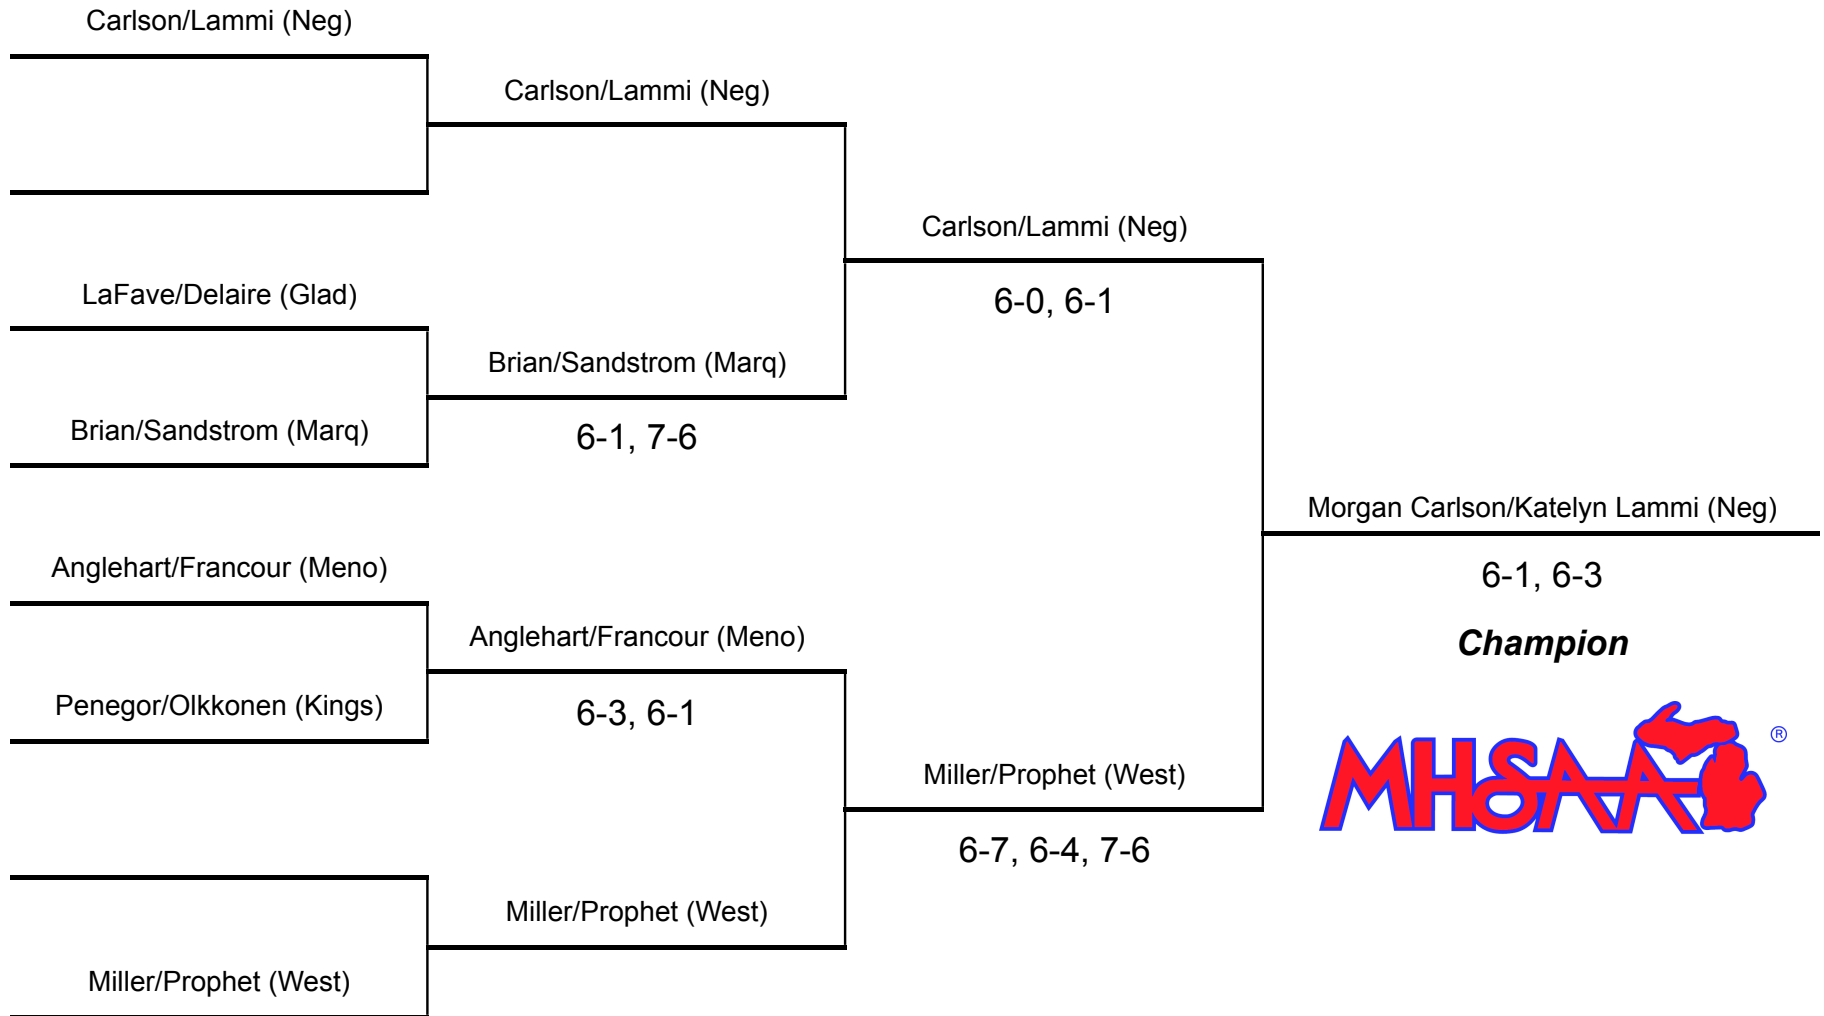 Carlson/Lammi (Neg)
Carlson/Lammi (Neg)
Carlson/Lammi (Neg)
LaFave/Delaire (Glad)
6-0, 6-1
Brian/Sandstrom (Marq)
Brian/Sandstrom (Marq)
6-1, 7-6
Morgan Carlson/Katelyn Lammi (Neg)
Anglehart/Francour (Meno)
6-1, 6-3
Anglehart/Francour (Meno)
Champion
Penegor/Olkkonen (Kings)
6-3, 6-1
MHSAA ®
Miller/Prophet (West)
6-7, 6-4, 7-6
Miller/Prophet (West)
Miller/Prophet (West)